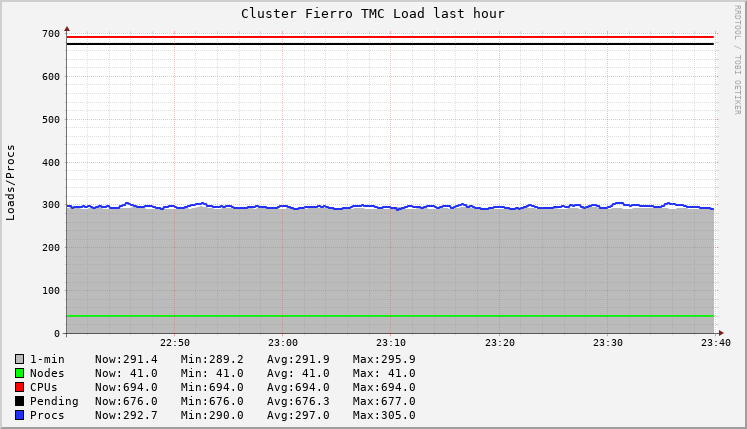 Cluster Fierro TMC Load last hour
RRDTOOL / TOBI OETIKER
Loads/Procs
700
600
500
400
300
200
100
0
22:50 23:00 23:10 23:20 23:30 23:40
1-min Now:291.4 Min:289.2 Avg:291.9 Max:295.9
Nodes Now: 41.0 Min: 41.0 Avg: 41.0 Max: 41.0
CPUs Now:694.0 Min:694.0 Avg:694.0 Max:694.0
Pending Now:676.0 Min:676.0 Avg:676.3 Max:677.0
Procs Now:292.7 Min:290.0 Avg:297.0 Max:305.0